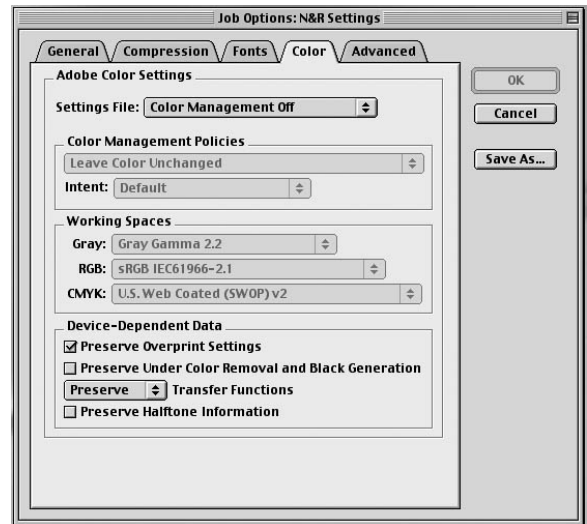 Job Options: N&R Settings
General Compression Fonts Color Advanced
Adobe Color Settings
Settings File: Color Management Off
Color Management Policies
Leave Color Unchanged
Intent: Default
Working Spaces
Gray: Gray Gamma 2.2
RGB: sRGB IEC61966-2.1
CMYK: U.S. Web Coated (SWOP) v2
Device-Dependent Data
Preserve Overprint Settings
Preserve Under Color Removal and Black Generation
Preserve Transfer Functions
Preserve Halftone Information
OK
Cancel
Save As...